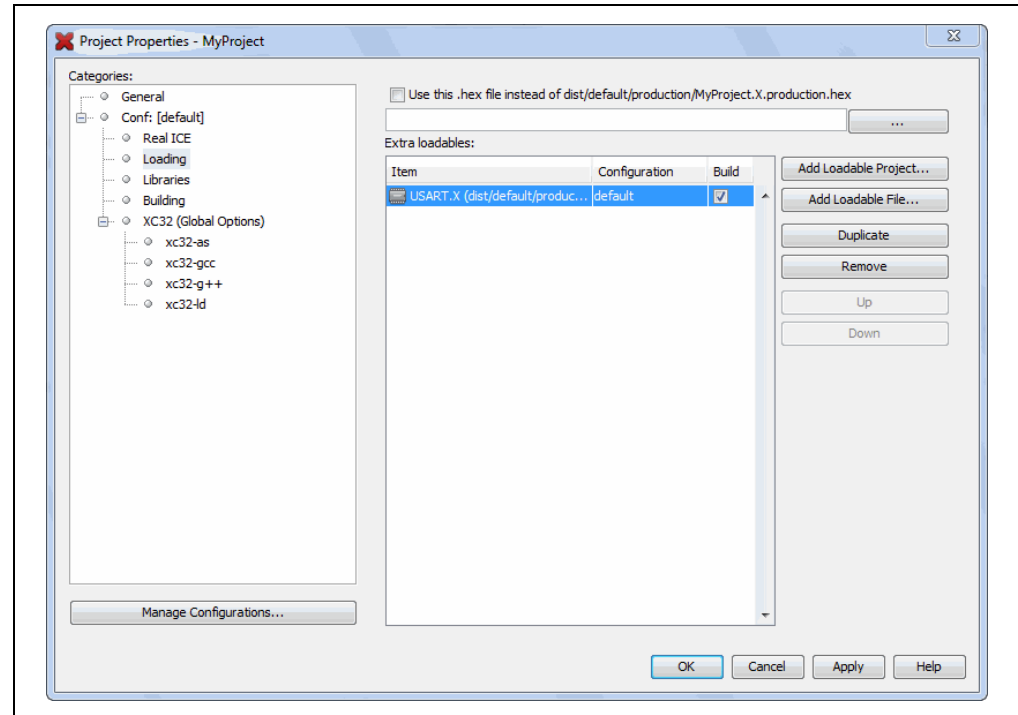 Project Properties - MyProject
Categories:
General
Conf: [default]
Real ICE
Loading
Libraries
Building
XC32 (Global Options)
xc32-as
xc32-gcc
xc32-g++
xc32-ld
Manage Configurations...
Use this .hex file instead of dist/default/production/MyProject.X.production.hex
...
Extra loadables:
Item Configuration Build
USART.X (dist/default/produc... default
Add Loadable Project...
Add Loadable File...
Duplicate
Remove
Up
Down
OK Cancel Apply Help